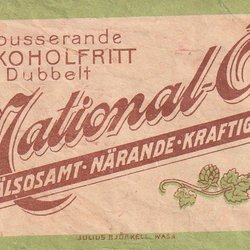 ousserande
KOHOLFRITT
Dubbelt
National-Ö
ÄLSOSAMT · NÄRANDE · KRAFTIG
JULIUS BJÖRKELL, WASA